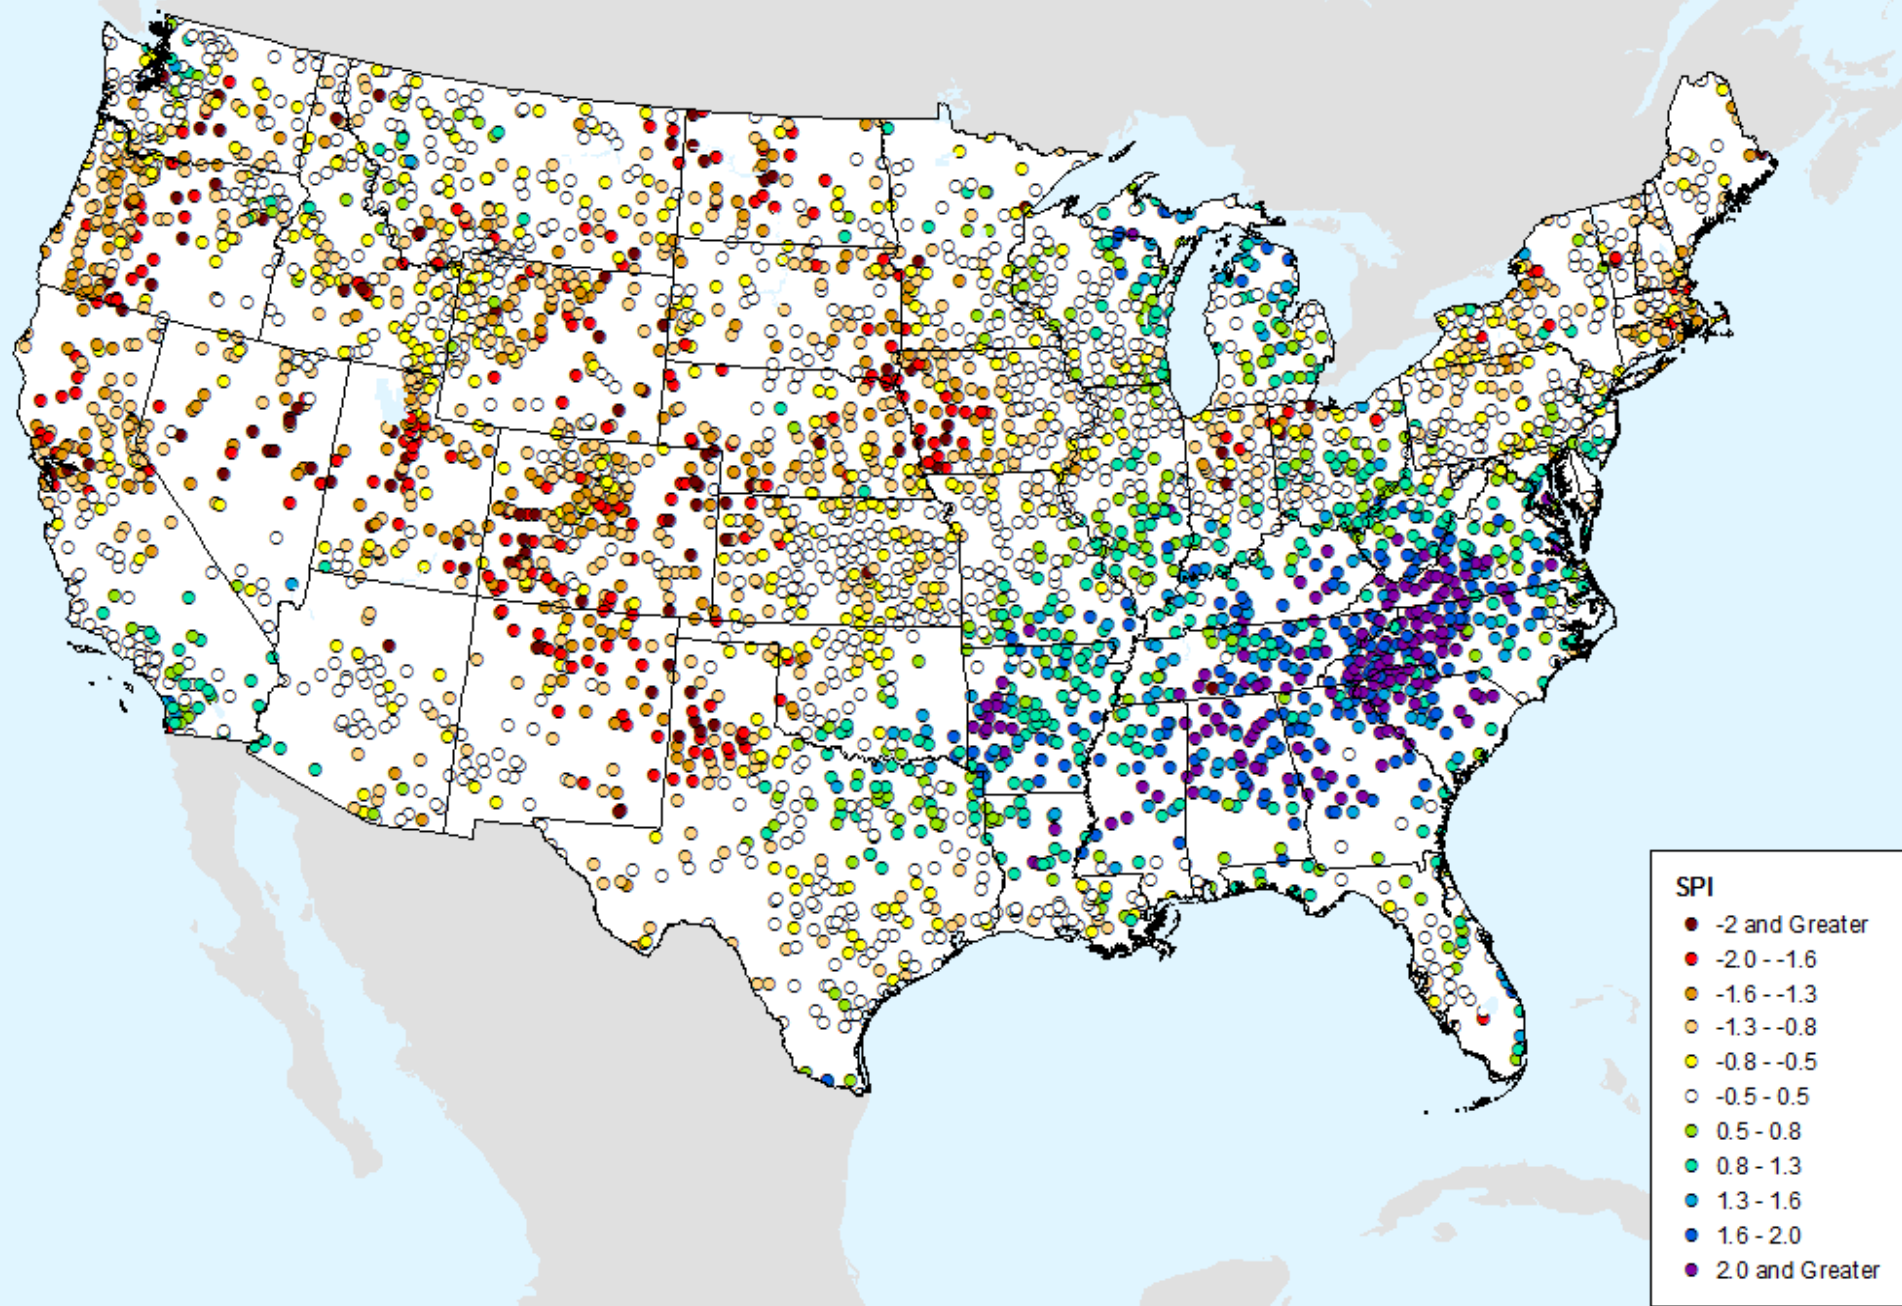 SPI
-2 and Greater
-2.0 - -1.6
-1.6 - -1.3
-1.3 - -0.8
-0.8 - -0.5
-0.5 - 0.5
0.5 - 0.8
0.8 - 1.3
1.3 - 1.6
1.6 - 2.0
2.0 and Greater